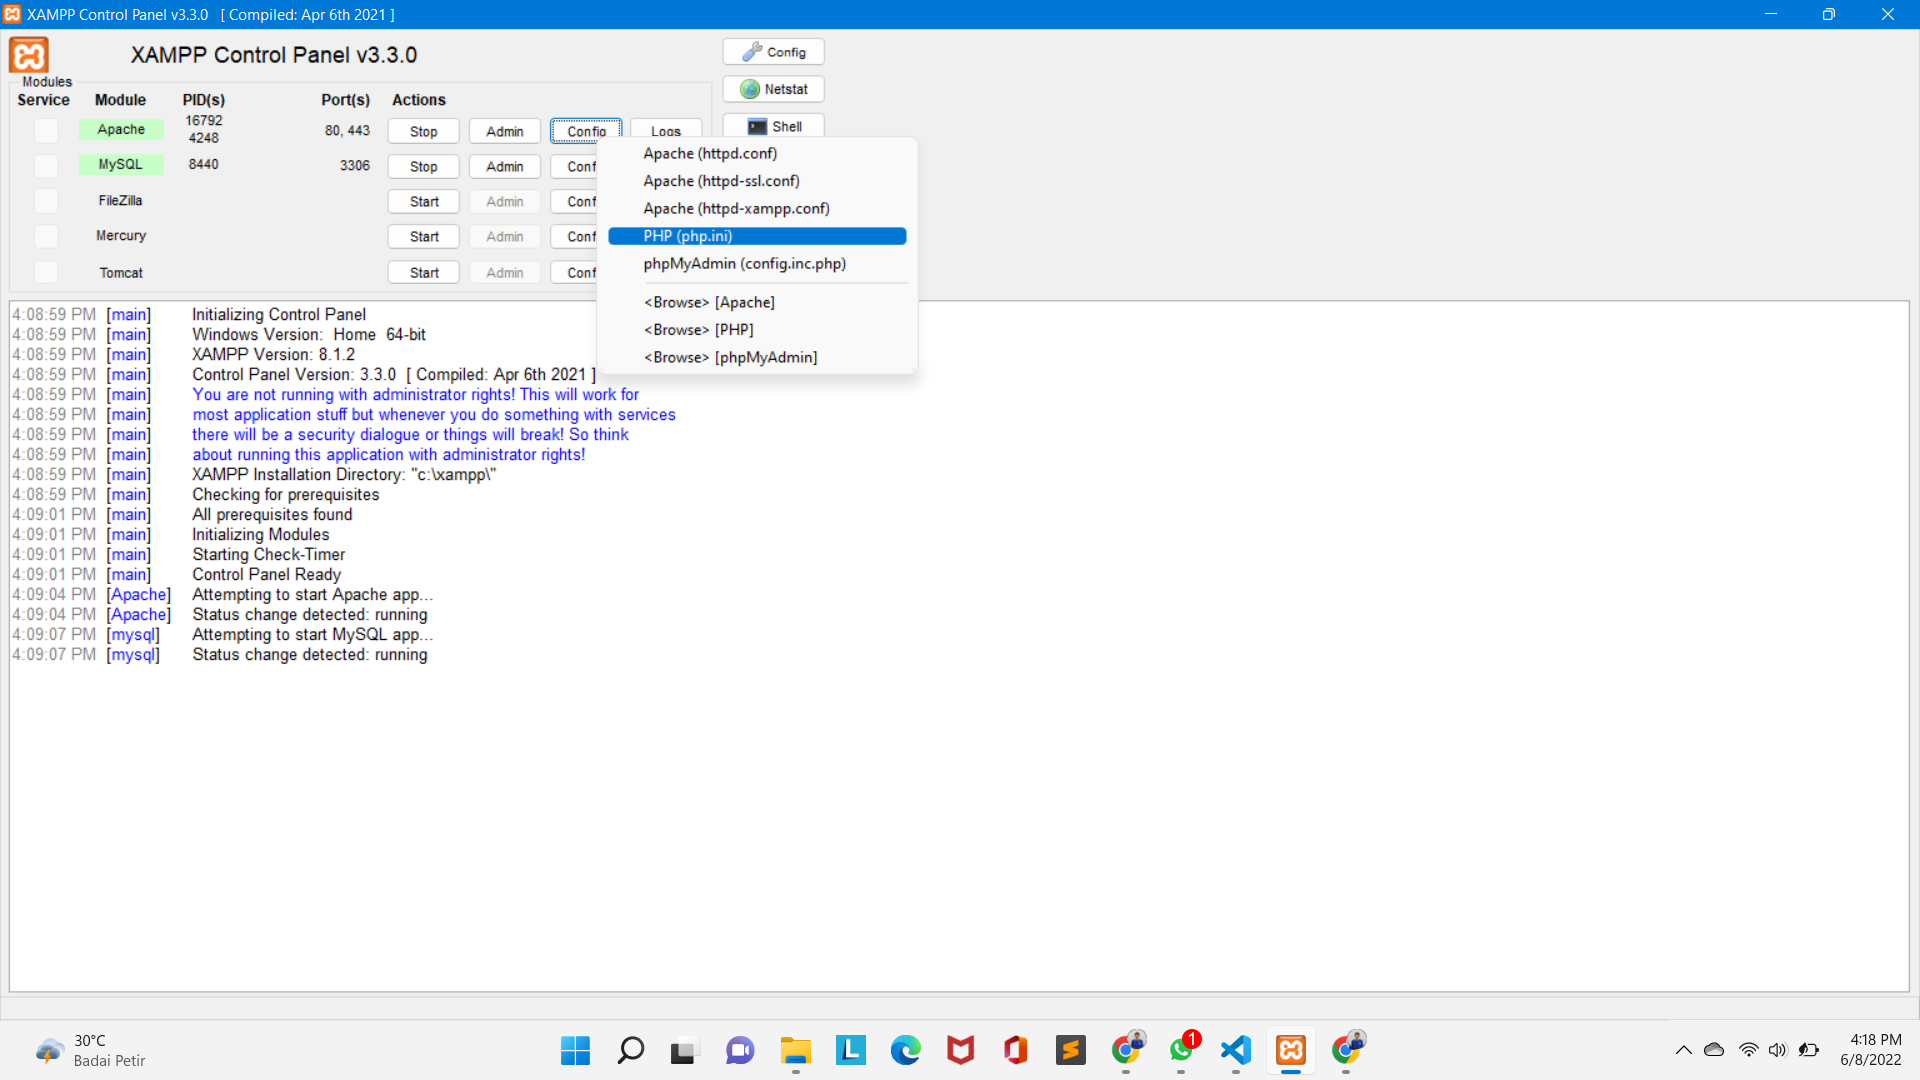 XAMPP Control Panel v3.3.0 [ Compiled: Apr 6th 2021 ]
XAMPP Control Panel v3.3.0
Config
Netstat
Shell
Modules
Service Module PID(s) Port(s) Actions
Apache 16792 4248 80, 443 Stop Admin Config Logs
MySQL 8440 3306 Stop Admin Conf
FileZilla Start Admin Conf
Mercury Start Admin Conf
Tomcat Start Admin Conf
Apache (httpd.conf)
Apache (httpd-ssl.conf)
Apache (httpd-xampp.conf)
PHP (php.ini)
phpMyAdmin (config.inc.php)
<Browse> [Apache]
<Browse> [PHP]
<Browse> [phpMyAdmin]
4:08:59 PM [main] Initializing Control Panel
4:08:59 PM [main] Windows Version: Home 64-bit
4:08:59 PM [main] XAMPP Version: 8.1.2
4:08:59 PM [main] Control Panel Version: 3.3.0 [ Compiled: Apr 6th 2021 ]
4:08:59 PM [main] You are not running with administrator rights! This will work for
4:08:59 PM [main] most application stuff but whenever you do something with services
4:08:59 PM [main] there will be a security dialogue or things will break! So think
4:08:59 PM [main] about running this application with administrator rights!
4:08:59 PM [main] XAMPP Installation Directory: "c:\xampp\"
4:08:59 PM [main] Checking for prerequisites
4:09:01 PM [main] All prerequisites found
4:09:01 PM [main] Initializing Modules
4:09:01 PM [main] Starting Check-Timer
4:09:01 PM [main] Control Panel Ready
4:09:04 PM [Apache] Attempting to start Apache app...
4:09:04 PM [Apache] Status change detected: running
4:09:07 PM [mysql] Attempting to start MySQL app...
4:09:07 PM [mysql] Status change detected: running
30°C
Badai Petir
L
1
4:18 PM
6/8/2022